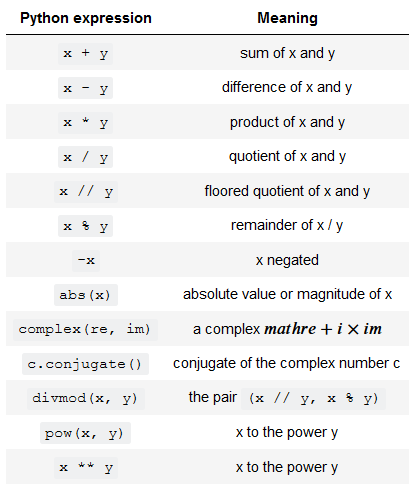 Python expression Meaning
x + y sum of x and y
x - y difference of x and y
x * y product of x and y
x / y quotient of x and y
x // y floored quotient of x and y
x % y remainder of x / y
-x x negated
abs(x) absolute value or magnitude of x
complex(re, im) a complex mathre + i × im
c.conjugate() conjugate of the complex number c
divmod(x, y) the pair (x // y, x % y)
pow(x, y) x to the power y
x ** y x to the power y